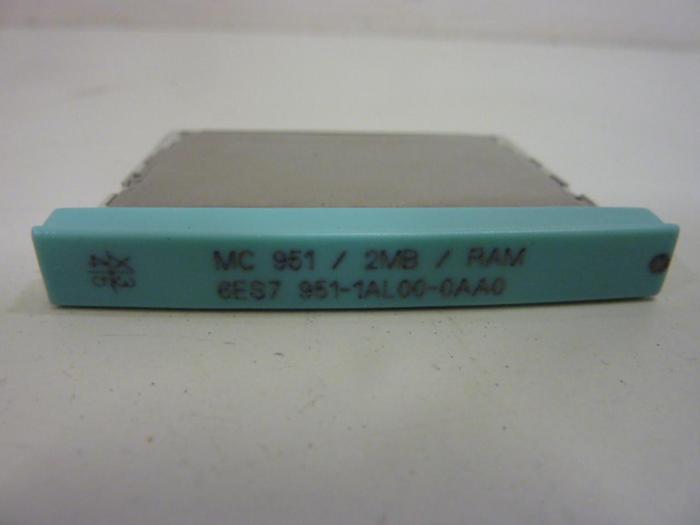 MC 951 / 2MB / RAM
6ES7 951-1AL00-0AA0